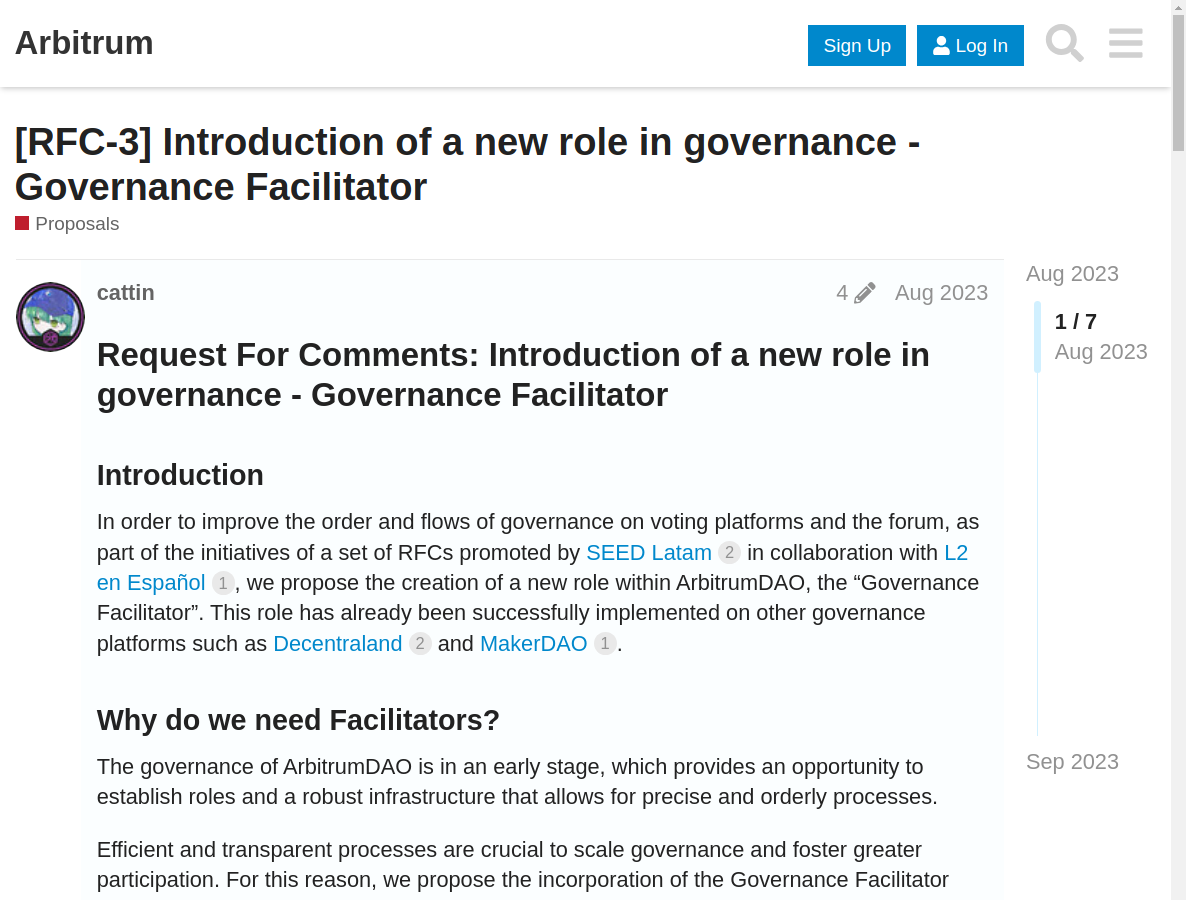 Arbitrum
Sign Up
Log In
[RFC-3] Introduction of a new role in governance -
Governance Facilitator
Proposals
cattin
4
Aug 2023
Request For Comments: Introduction of a new role in
governance - Governance Facilitator
Introduction
In order to improve the order and flows of governance on voting platforms and the forum, as
part of the initiatives of a set of RFCs promoted by SEED Latam 2 in collaboration with L2
en Español 1, we propose the creation of a new role within ArbitrumDAO, the “Governance
Facilitator”. This role has already been successfully implemented on other governance
platforms such as Decentraland 2 and MakerDAO 1.
Why do we need Facilitators?
The governance of ArbitrumDAO is in an early stage, which provides an opportunity to
establish roles and a robust infrastructure that allows for precise and orderly processes.
Efficient and transparent processes are crucial to scale governance and foster greater
participation. For this reason, we propose the incorporation of the Governance Facilitator
Aug 2023
1 / 7
Aug 2023
Sep 2023